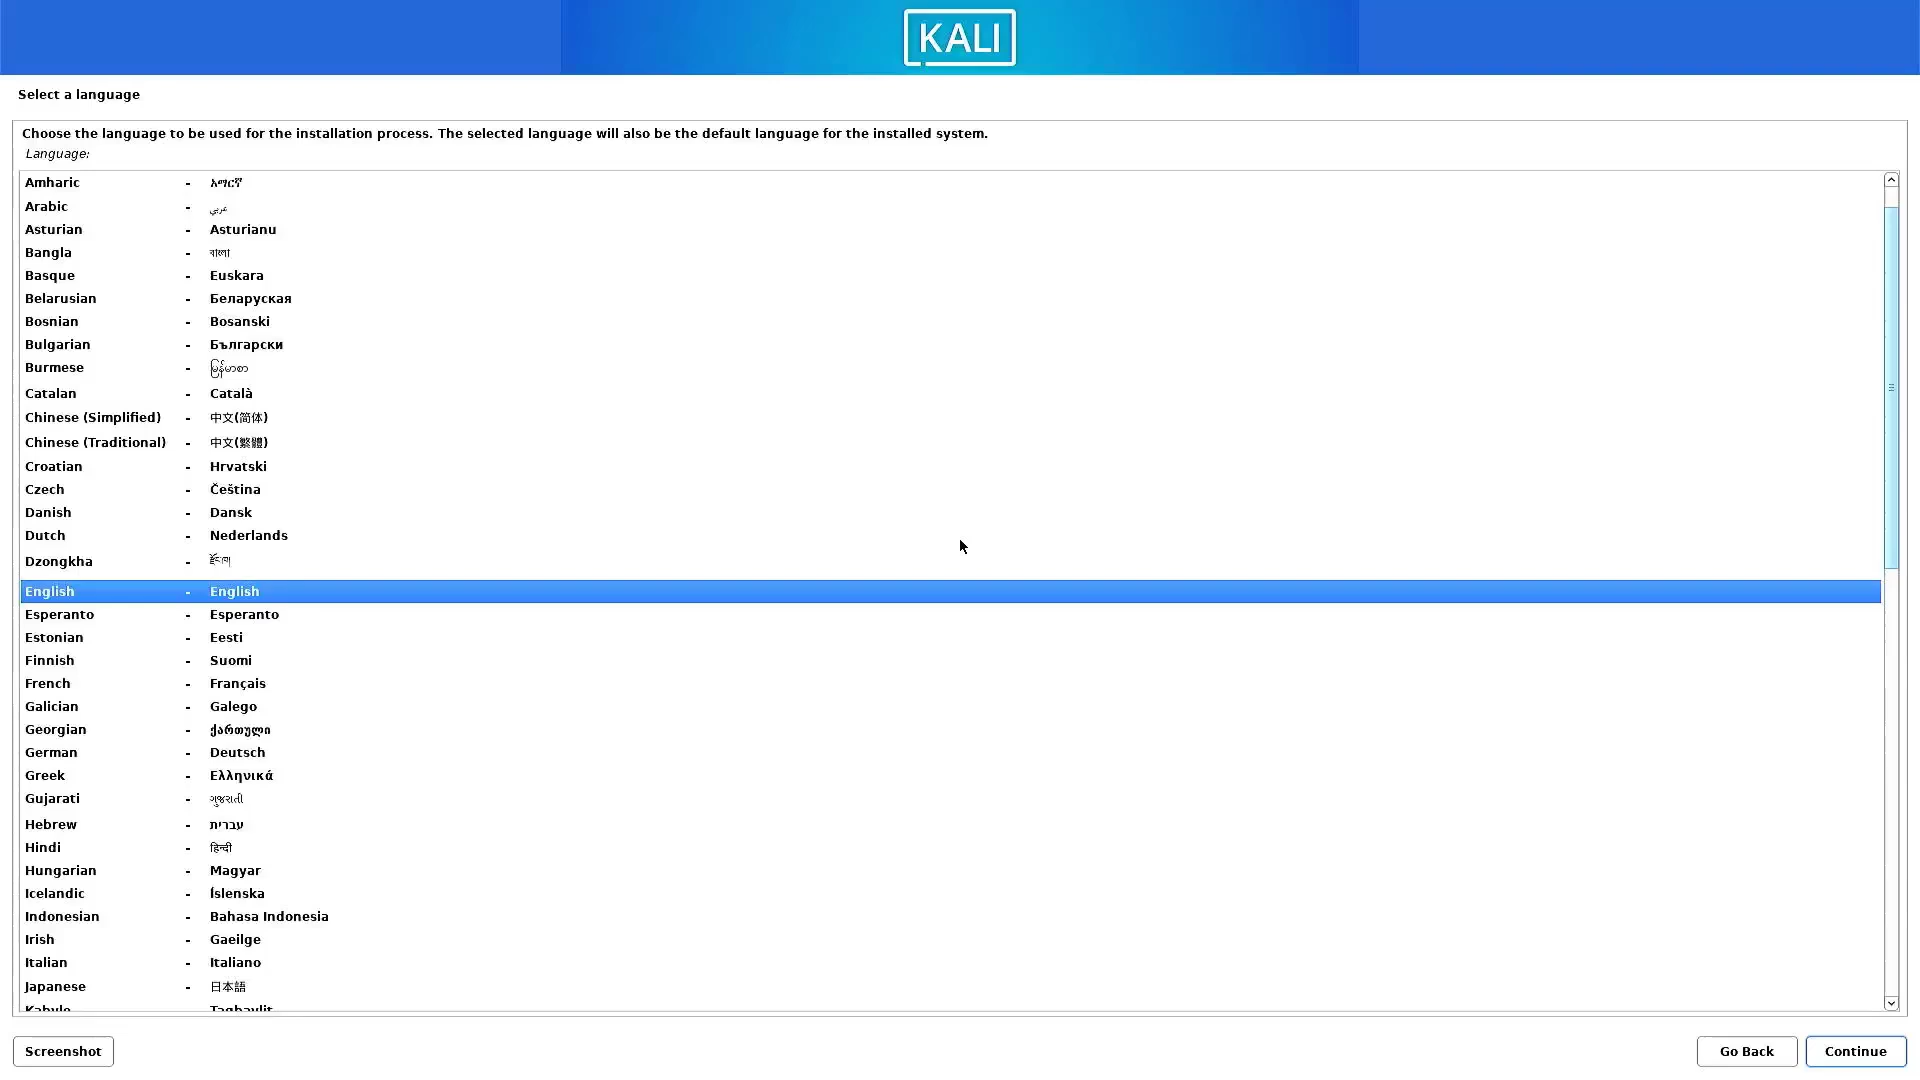 KALI
Select a language
Choose the language to be used for the installation process. The selected language will also be the default language for the installed system.
Language:
Amharic - አማርኛ
Arabic - عربي
Asturian - Asturianu
Bangla - বাংলা
Basque - Euskara
Belarusian - Беларуская
Bosnian - Bosanski
Bulgarian - Български
Burmese - မြန်မာစာ
Catalan - Català
Chinese (Simplified) - 中文(简体)
Chinese (Traditional) - 中文(繁體)
Croatian - Hrvatski
Czech - Čeština
Danish - Dansk
Dutch - Nederlands
Dzongkha - རྫོང་ཁ།
English - English
Esperanto - Esperanto
Estonian - Eesti
Finnish - Suomi
French - Français
Galician - Galego
Georgian - ქართული
German - Deutsch
Greek - Ελληνικά
Gujarati - ગુજરાતી
Hebrew - עברית
Hindi - हिन्दी
Hungarian - Magyar
Icelandic - Íslenska
Indonesian - Bahasa Indonesia
Irish - Gaeilge
Italian - Italiano
Japanese - 日本語
Kabyle - Taqbaylit
Screenshot
Go Back
Continue